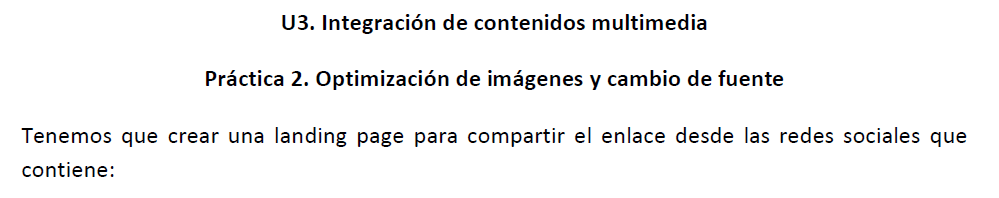 U3. Integración de contenidos multimedia
Práctica 2. Optimización de imágenes y cambio de fuente
Tenemos que crear una landing page para compartir el enlace desde las redes sociales que
contiene: